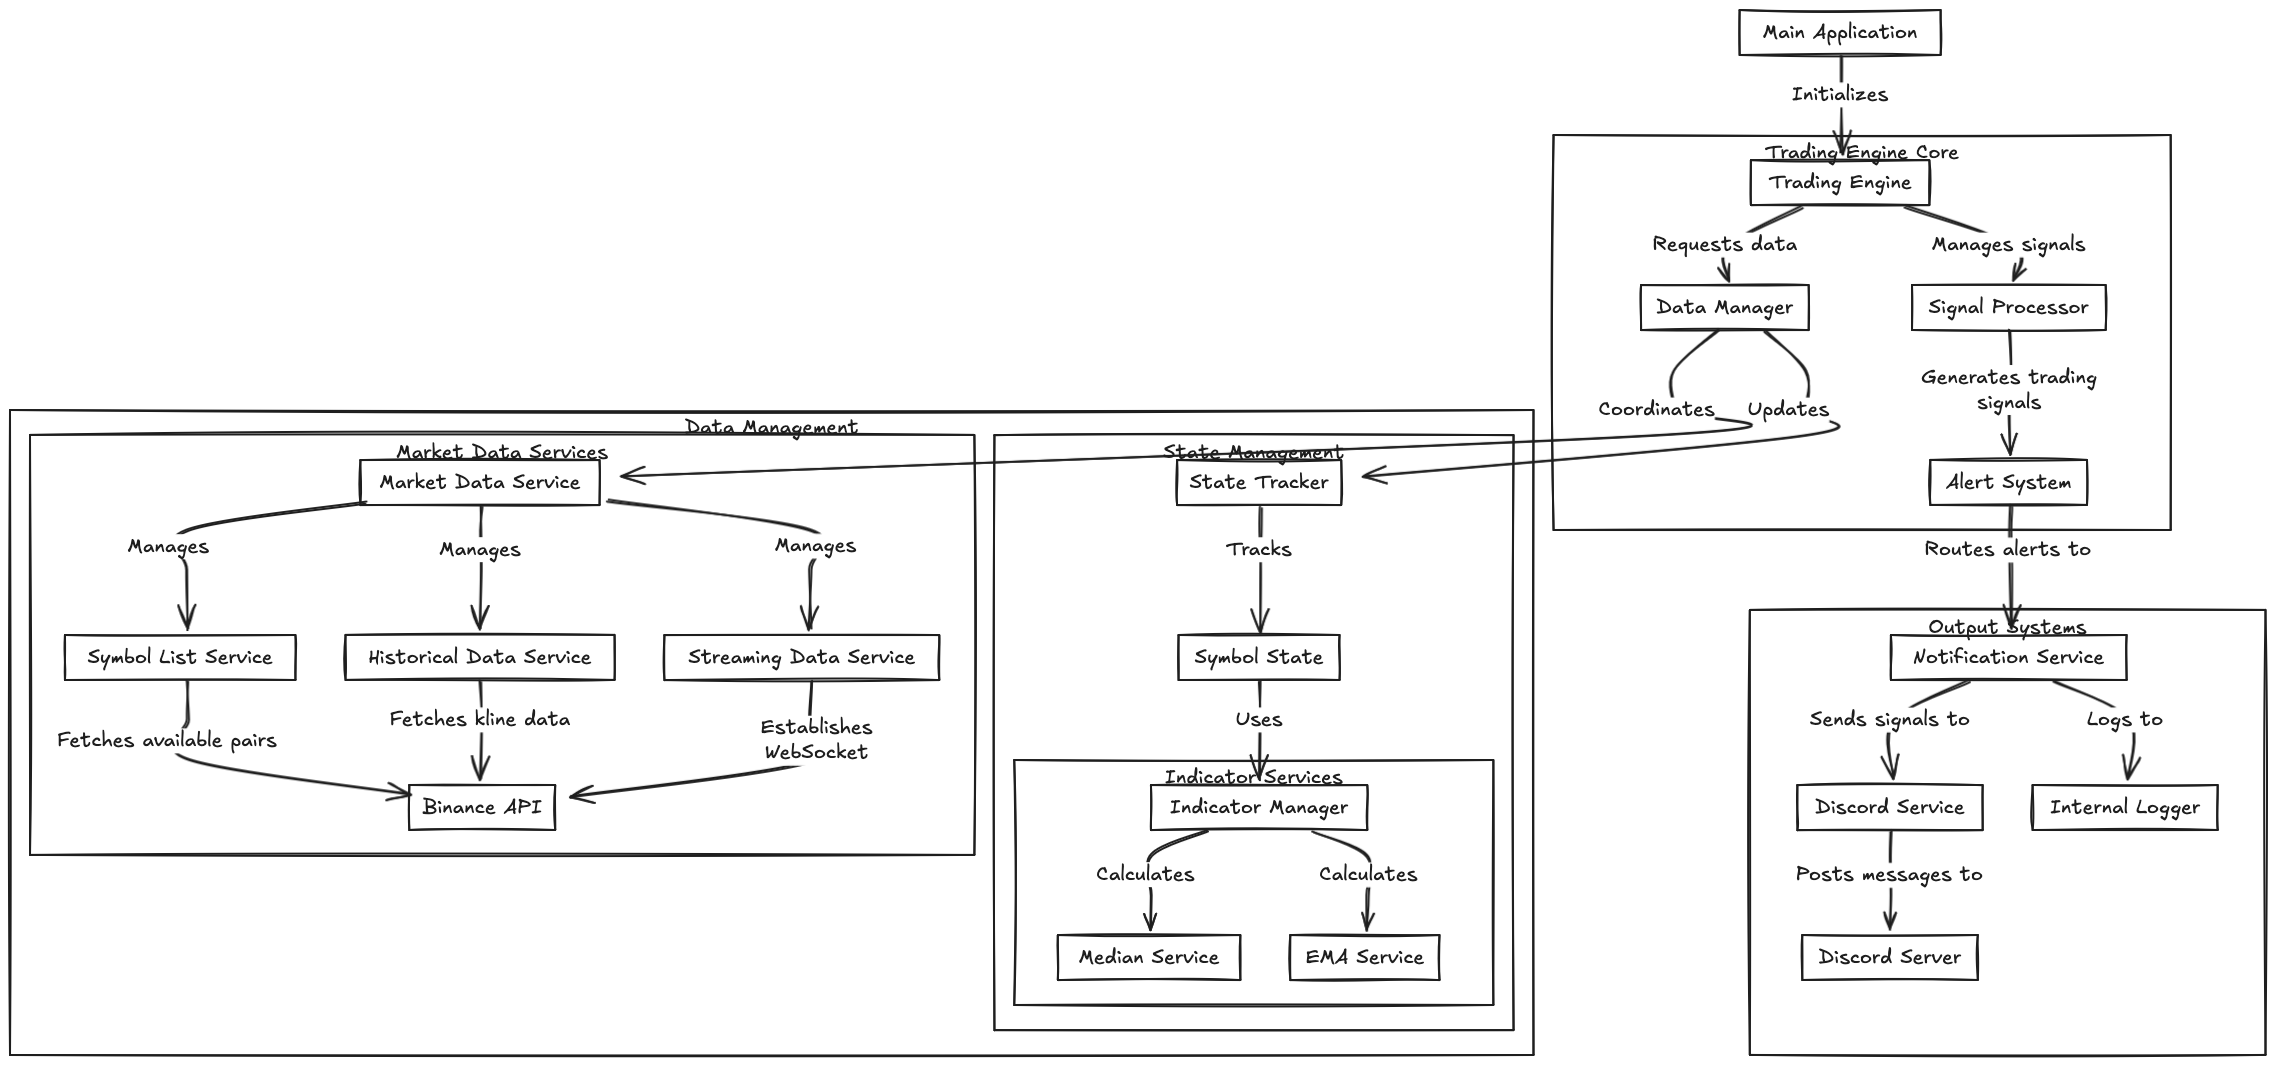 Main Application
Initializes
Trading Engine Core
Trading Engine
Requests data
Manages signals
Data Manager
Signal Processor
Generates trading
signals
Coordinates
Updates
Data Management
Market Data Services
Market Data Service
State Management
State Tracker
Alert System
Manages
Manages
Manages
Tracks
Routes alerts to
Symbol List Service
Historical Data Service
Streaming Data Service
Symbol State
Output Systems
Notification Service
Fetches available pairs
Fetches kline data
Establishes
WebSocket
Uses
Sends signals to
Logs to
Binance API
Indicator Services
Indicator Manager
Discord Service
Internal Logger
Calculates
Calculates
Posts messages to
Median Service
EMA Service
Discord Server